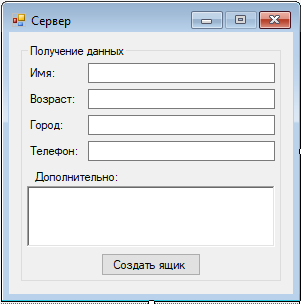 Сервер
Получение данных
Имя:
Возраст:
Город:
Телефон:
Дополнительно:
Создать ящик